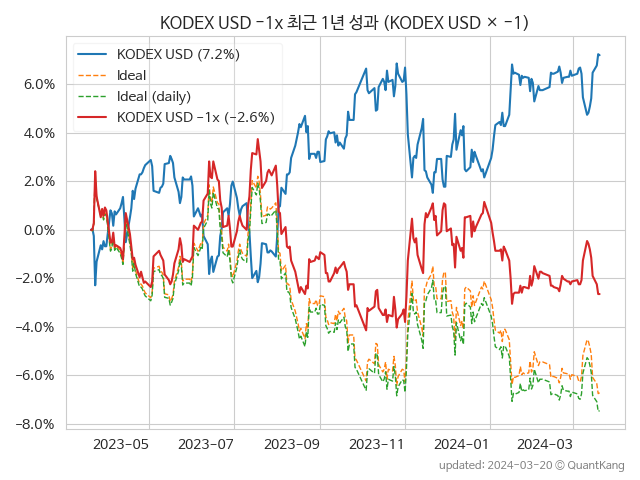 KODEX USD -1x 최근 1년 성과 (KODEX USD × -1)
KODEX USD (7.2%)
Ideal
Ideal (daily)
KODEX USD -1x (-2.6%)
6.0%
4.0%
2.0%
0.0%
-2.0%
-4.0%
-6.0%
-8.0%
2023-05 2023-07 2023-09 2023-11 2024-01 2024-03
updated: 2024-03-20 ⓒ QuantKang